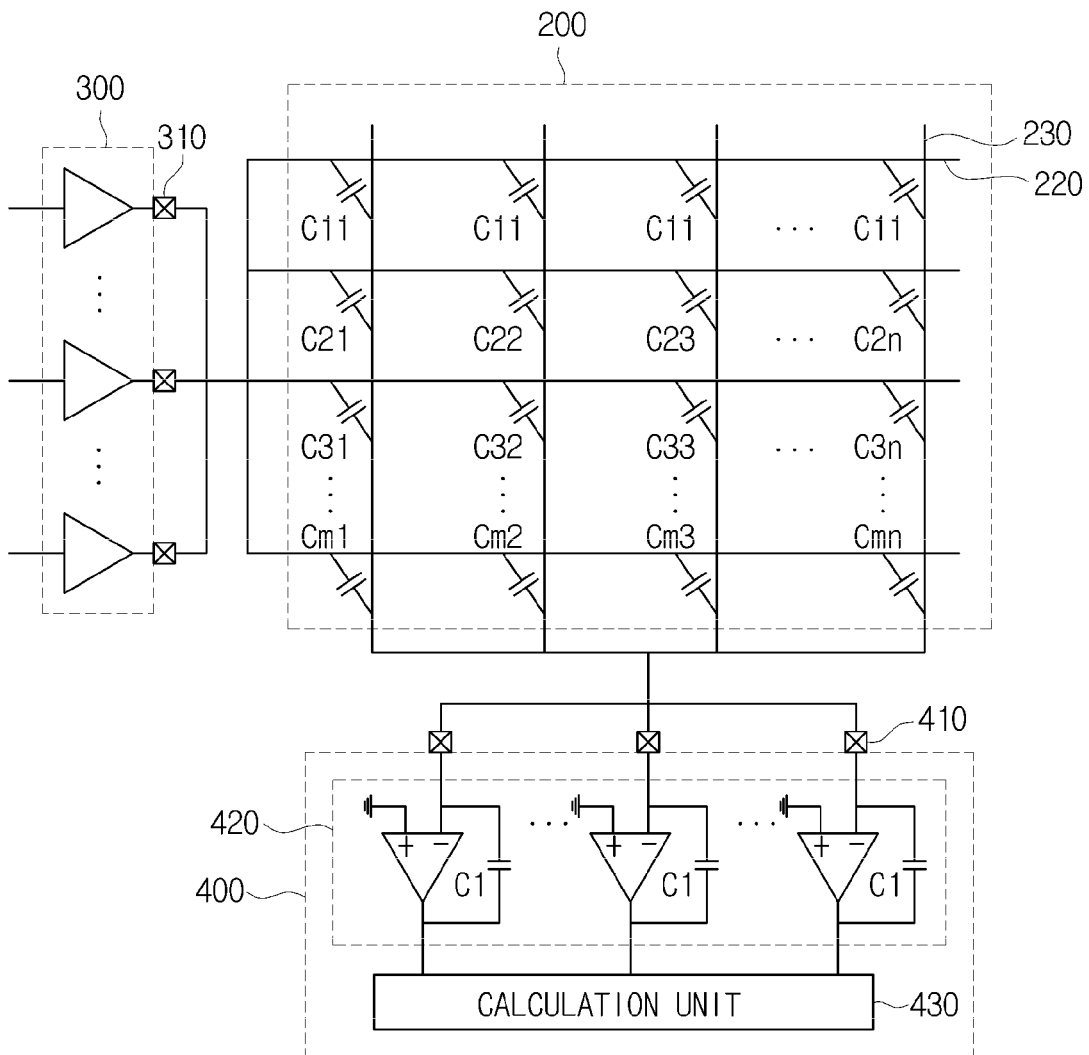 200
300
310
230
220
C11 C11 C11 ... C11
C21 C22 C23 ... C2n
C31 C32 C33 ... C3n
Cm1 Cm2 Cm3 Cmn
410
420
+ − ... + − ... + −
C1 C1 C1
400
CALCULATION UNIT
430